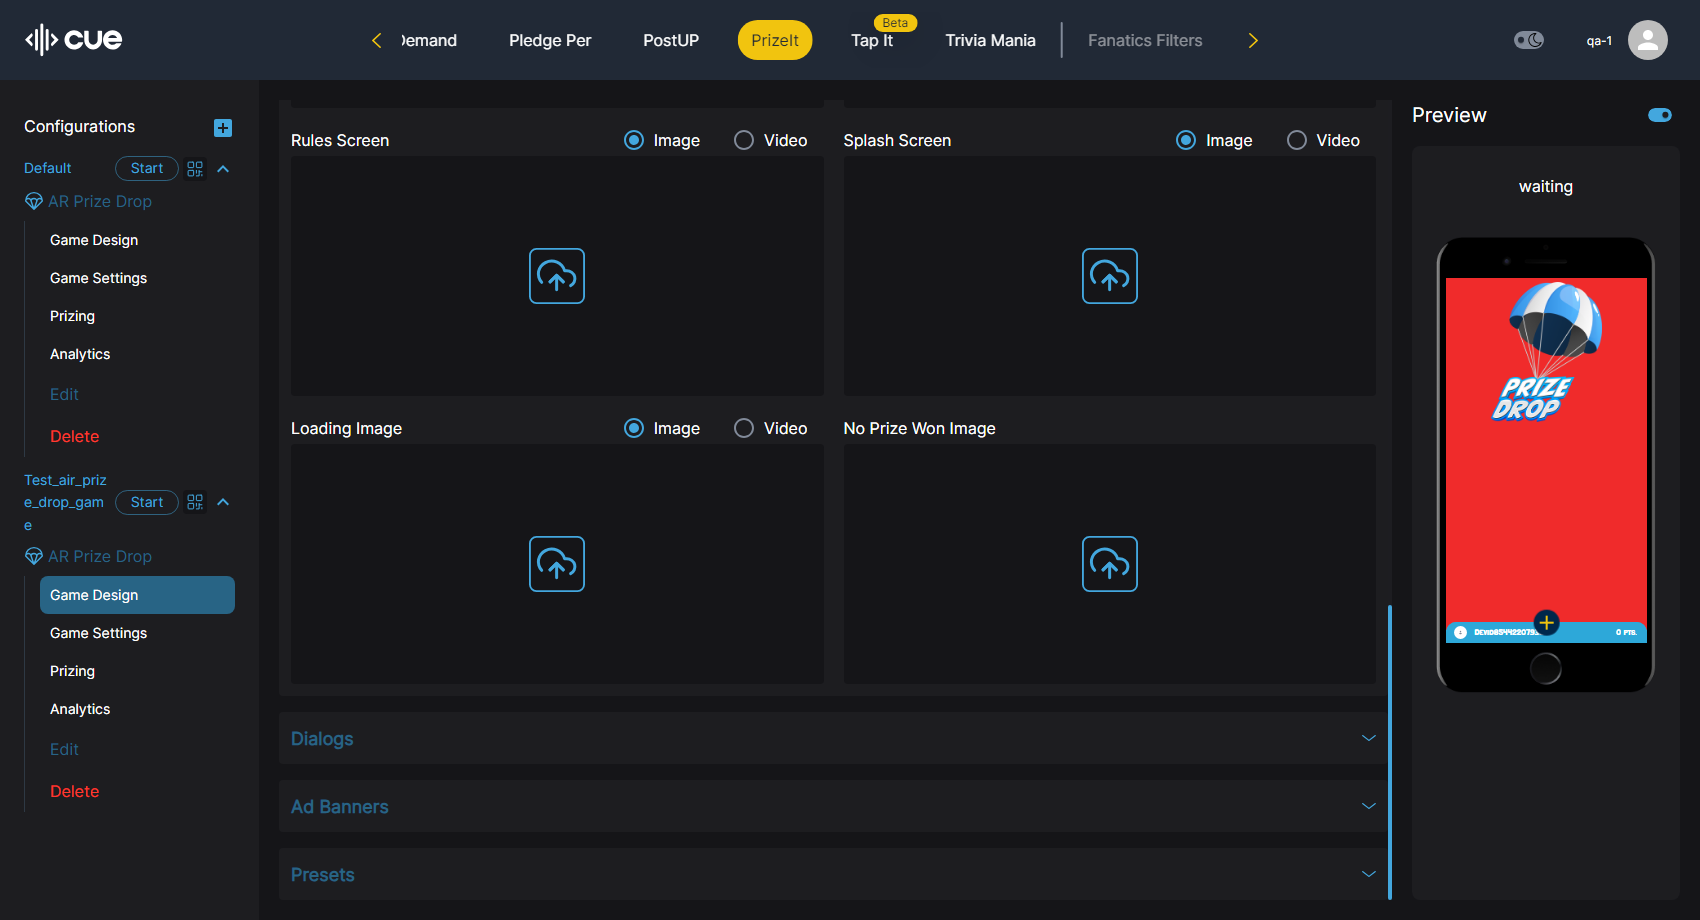 cue
Demand
Pledge Per
PostUP
PrizeIt
Beta
Tap It
Trivia Mania
Fanatics Filters
qa-1
Configurations
Default
Start
AR Prize Drop
Game Design
Game Settings
Prizing
Analytics
Edit
Delete
Test_air_priz
e_drop_gam
e
Start
AR Prize Drop
Game Design
Game Settings
Prizing
Analytics
Edit
Delete
Rules Screen
Image
Video
Splash Screen
Image
Video
Loading Image
Image
Video
No Prize Won Image
Dialogs
Ad Banners
Presets
Preview
waiting
PRIZE
DROP
0 PTS.